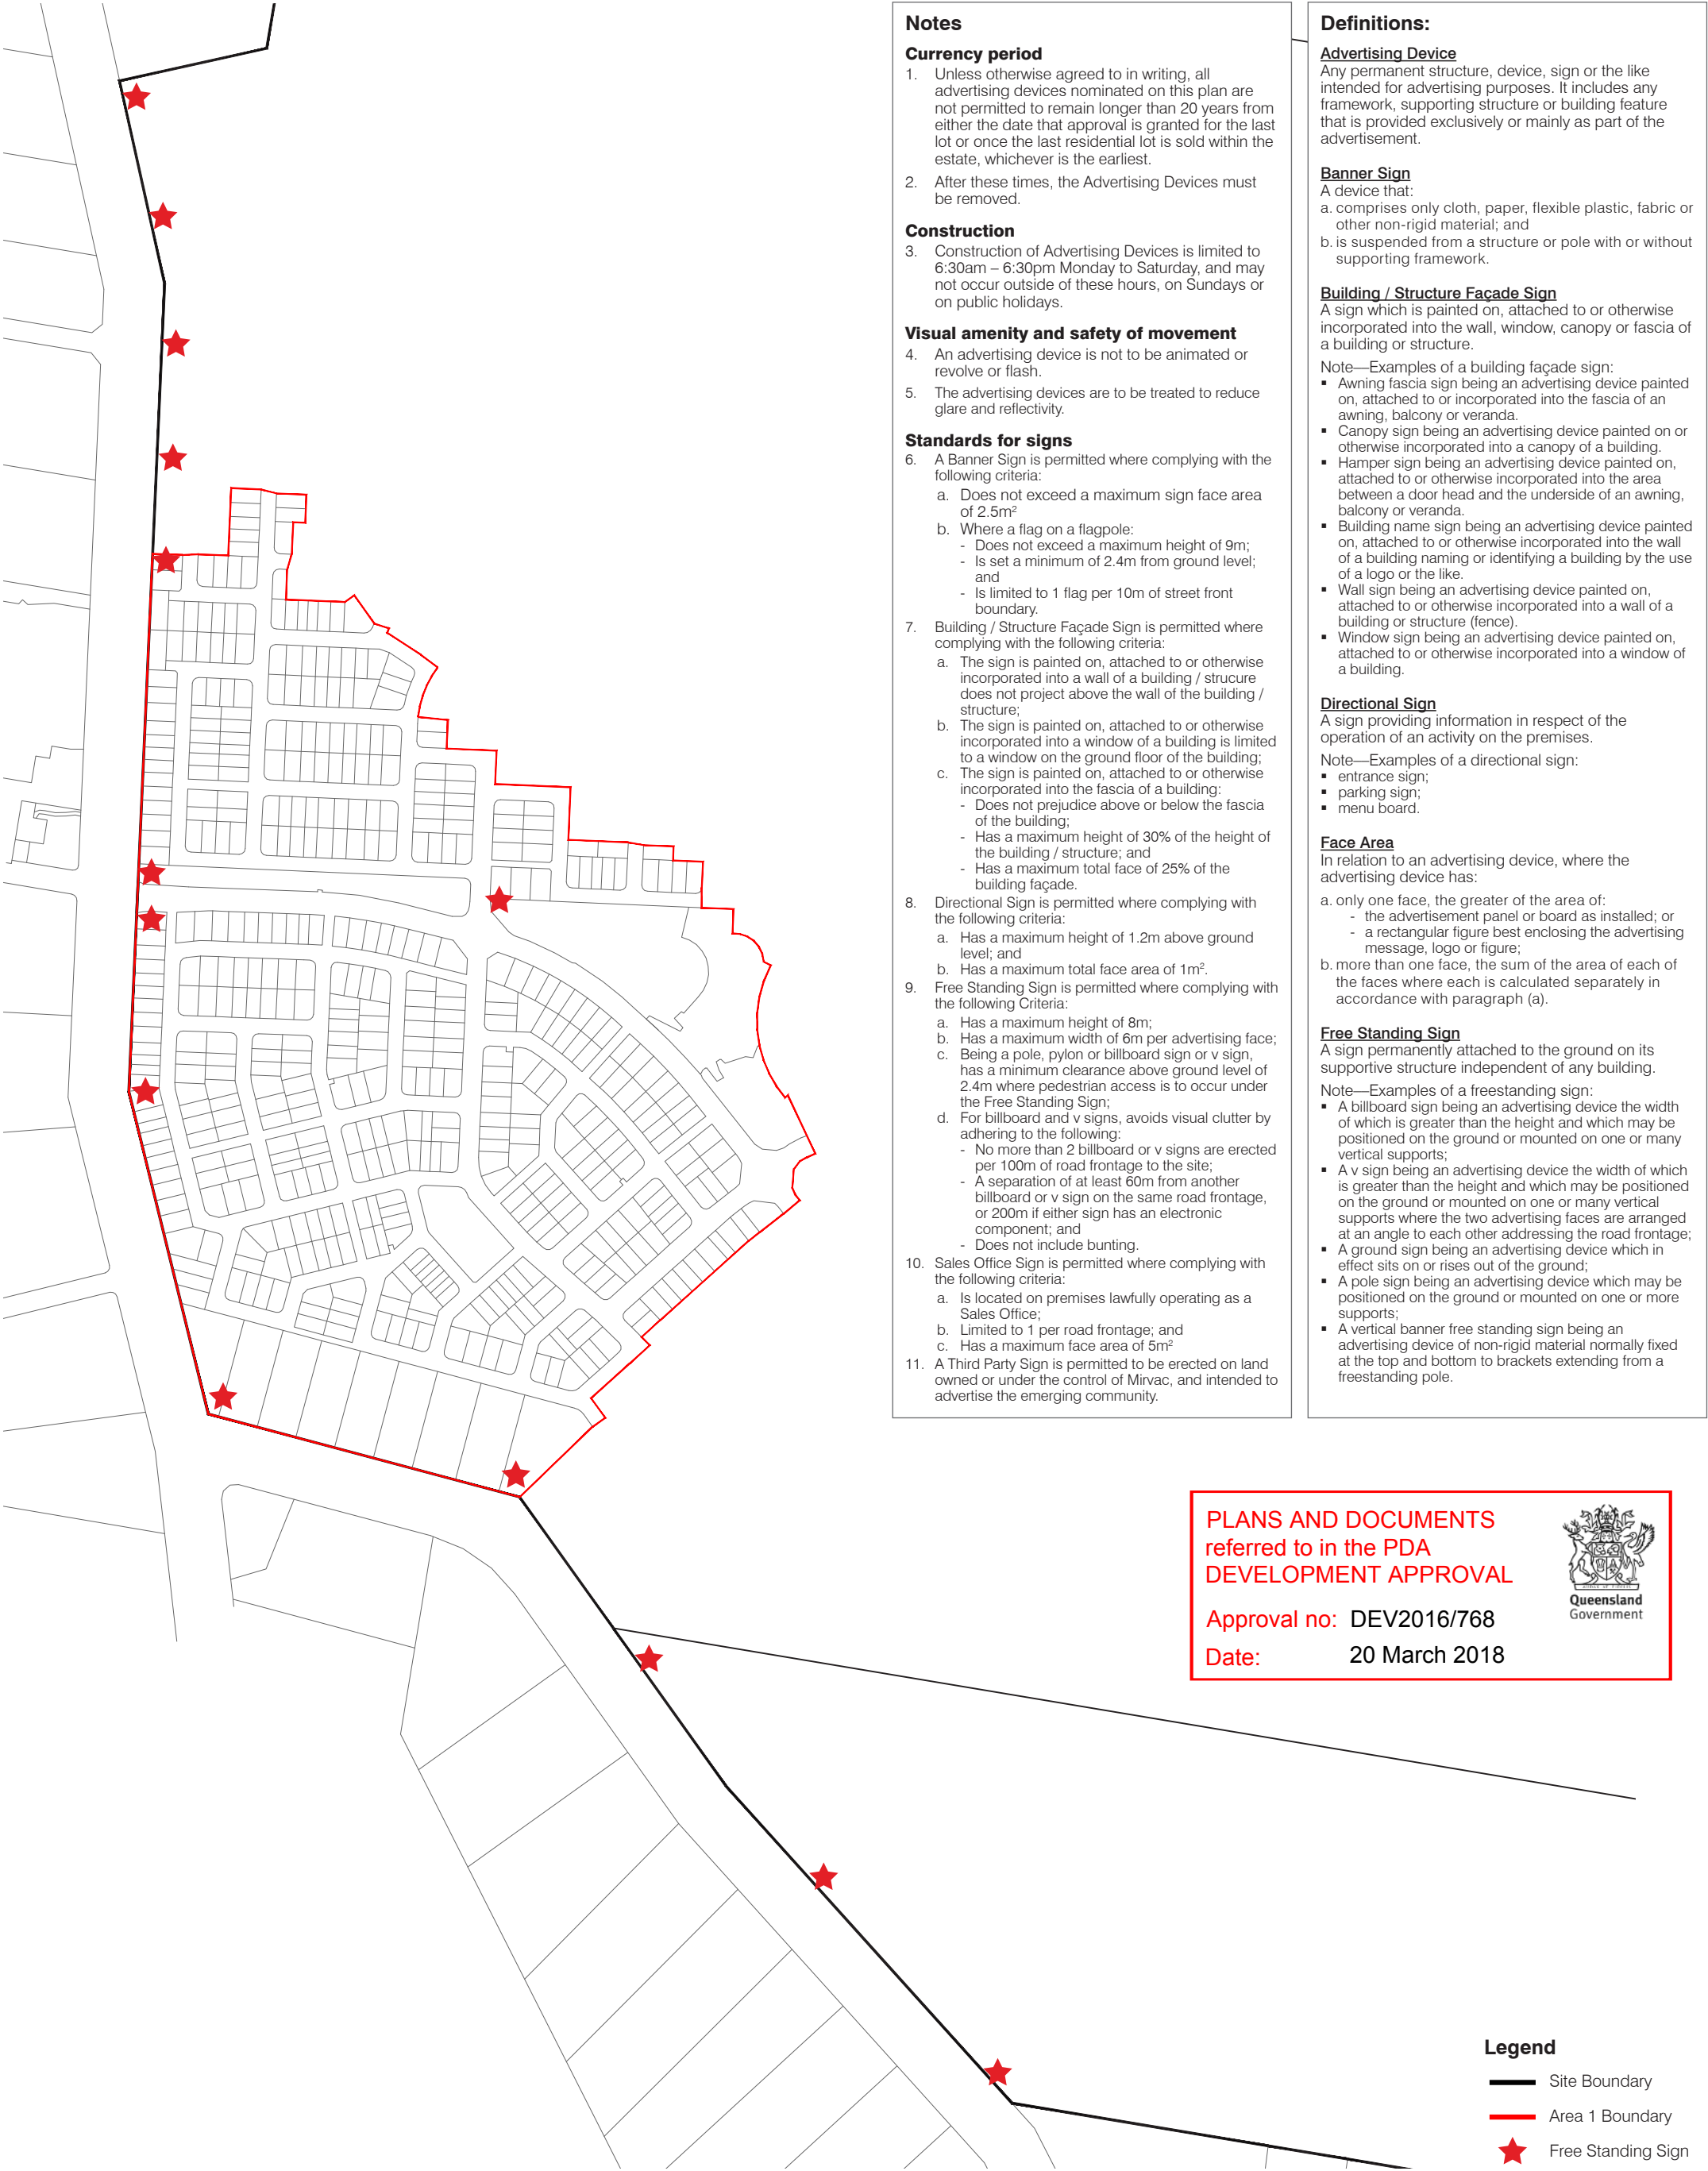 Notes
Currency period
1. Unless otherwise agreed to in writing, all
advertising devices nominated on this plan are
not permitted to remain longer than 20 years from
either the date that approval is granted for the last
lot or once the last residential lot is sold within the
estate, whichever is the earliest.
2. After these times, the Advertising Devices must
be removed.
Construction
3. Construction of Advertising Devices is limited to
6:30am – 6:30pm Monday to Saturday, and may
not occur outside of these hours, on Sundays or
on public holidays.
Visual amenity and safety of movement
4. An advertising device is not to be animated or
revolve or flash.
5. The advertising devices are to be treated to reduce
glare and reflectivity.
Standards for signs
6. A Banner Sign is permitted where complying with the
following criteria:
a. Does not exceed a maximum sign face area
of 2.5m²
b. Where a flag on a flagpole:
- Does not exceed a maximum height of 9m;
- Is set a minimum of 2.4m from ground level;
and
- Is limited to 1 flag per 10m of street front
boundary.
7. Building / Structure Façade Sign is permitted where
complying with the following criteria:
a. The sign is painted on, attached to or otherwise
incorporated into a wall of a building / strucure
does not project above the wall of the building /
structure;
b. The sign is painted on, attached to or otherwise
incorporated into a window of a building is limited
to a window on the ground floor of the building;
c. The sign is painted on, attached to or otherwise
incorporated into the fascia of a building:
- Does not prejudice above or below the fascia
of the building;
- Has a maximum height of 30% of the height of
the building / structure; and
- Has a maximum total face of 25% of the
building façade.
8. Directional Sign is permitted where complying with
the following criteria:
a. Has a maximum height of 1.2m above ground
level; and
b. Has a maximum total face area of 1m².
9. Free Standing Sign is permitted where complying with
the following Criteria:
a. Has a maximum height of 8m;
b. Has a maximum width of 6m per advertising face;
c. Being a pole, pylon or billboard sign or v sign,
has a minimum clearance above ground level of
2.4m where pedestrian access is to occur under
the Free Standing Sign;
d. For billboard and v signs, avoids visual clutter by
adhering to the following:
- No more than 2 billboard or v signs are erected
per 100m of road frontage to the site;
- A separation of at least 60m from another
billboard or v sign on the same road frontage,
or 200m if either sign has an electronic
component; and
- Does not include bunting.
10. Sales Office Sign is permitted where complying with
the following criteria:
a. Is located on premises lawfully operating as a
Sales Office;
b. Limited to 1 per road frontage; and
c. Has a maximum face area of 5m²
11. A Third Party Sign is permitted to be erected on land
owned or under the control of Mirvac, and intended to
advertise the emerging community.
Definitions:
Advertising Device
Any permanent structure, device, sign or the like
intended for advertising purposes. It includes any
framework, supporting structure or building feature
that is provided exclusively or mainly as part of the
advertisement.
Banner Sign
A device that:
a. comprises only cloth, paper, flexible plastic, fabric or
other non-rigid material; and
b. is suspended from a structure or pole with or without
supporting framework.
Building / Structure Façade Sign
A sign which is painted on, attached to or otherwise
incorporated into the wall, window, canopy or fascia of
a building or structure.
Note—Examples of a building façade sign:
▪ Awning fascia sign being an advertising device painted
on, attached to or incorporated into the fascia of an
awning, balcony or veranda.
▪ Canopy sign being an advertising device painted on or
otherwise incorporated into a canopy of a building.
▪ Hamper sign being an advertising device painted on,
attached to or otherwise incorporated into the area
between a door head and the underside of an awning,
balcony or veranda.
▪ Building name sign being an advertising device painted
on, attached to or otherwise incorporated into the wall
of a building naming or identifying a building by the use
of a logo or the like.
▪ Wall sign being an advertising device painted on,
attached to or otherwise incorporated into a wall of a
building or structure (fence).
▪ Window sign being an advertising device painted on,
attached to or otherwise incorporated into a window of
a building.
Directional Sign
A sign providing information in respect of the
operation of an activity on the premises.
Note—Examples of a directional sign:
▪ entrance sign;
▪ parking sign;
▪ menu board.
Face Area
In relation to an advertising device, where the
advertising device has:
a. only one face, the greater of the area of:
- the advertisement panel or board as installed; or
- a rectangular figure best enclosing the advertising
message, logo or figure;
b. more than one face, the sum of the area of each of
the faces where each is calculated separately in
accordance with paragraph (a).
Free Standing Sign
A sign permanently attached to the ground on its
supportive structure independent of any building.
Note—Examples of a freestanding sign:
▪ A billboard sign being an advertising device the width
of which is greater than the height and which may be
positioned on the ground or mounted on one or many
vertical supports;
▪ A v sign being an advertising device the width of which
is greater than the height and which may be positioned
on the ground or mounted on one or many vertical
supports where the two advertising faces are arranged
at an angle to each other addressing the road frontage;
▪ A ground sign being an advertising device which in
effect sits on or rises out of the ground;
▪ A pole sign being an advertising device which may be
positioned on the ground or mounted on one or more
supports;
▪ A vertical banner free standing sign being an
advertising device of non-rigid material normally fixed
at the top and bottom to brackets extending from a
freestanding pole.
PLANS AND DOCUMENTS
referred to in the PDA
DEVELOPMENT APPROVAL
Approval no: DEV2016/768
Date: 20 March 2018
Queensland
Government
Legend
Site Boundary
Area 1 Boundary
Free Standing Sign